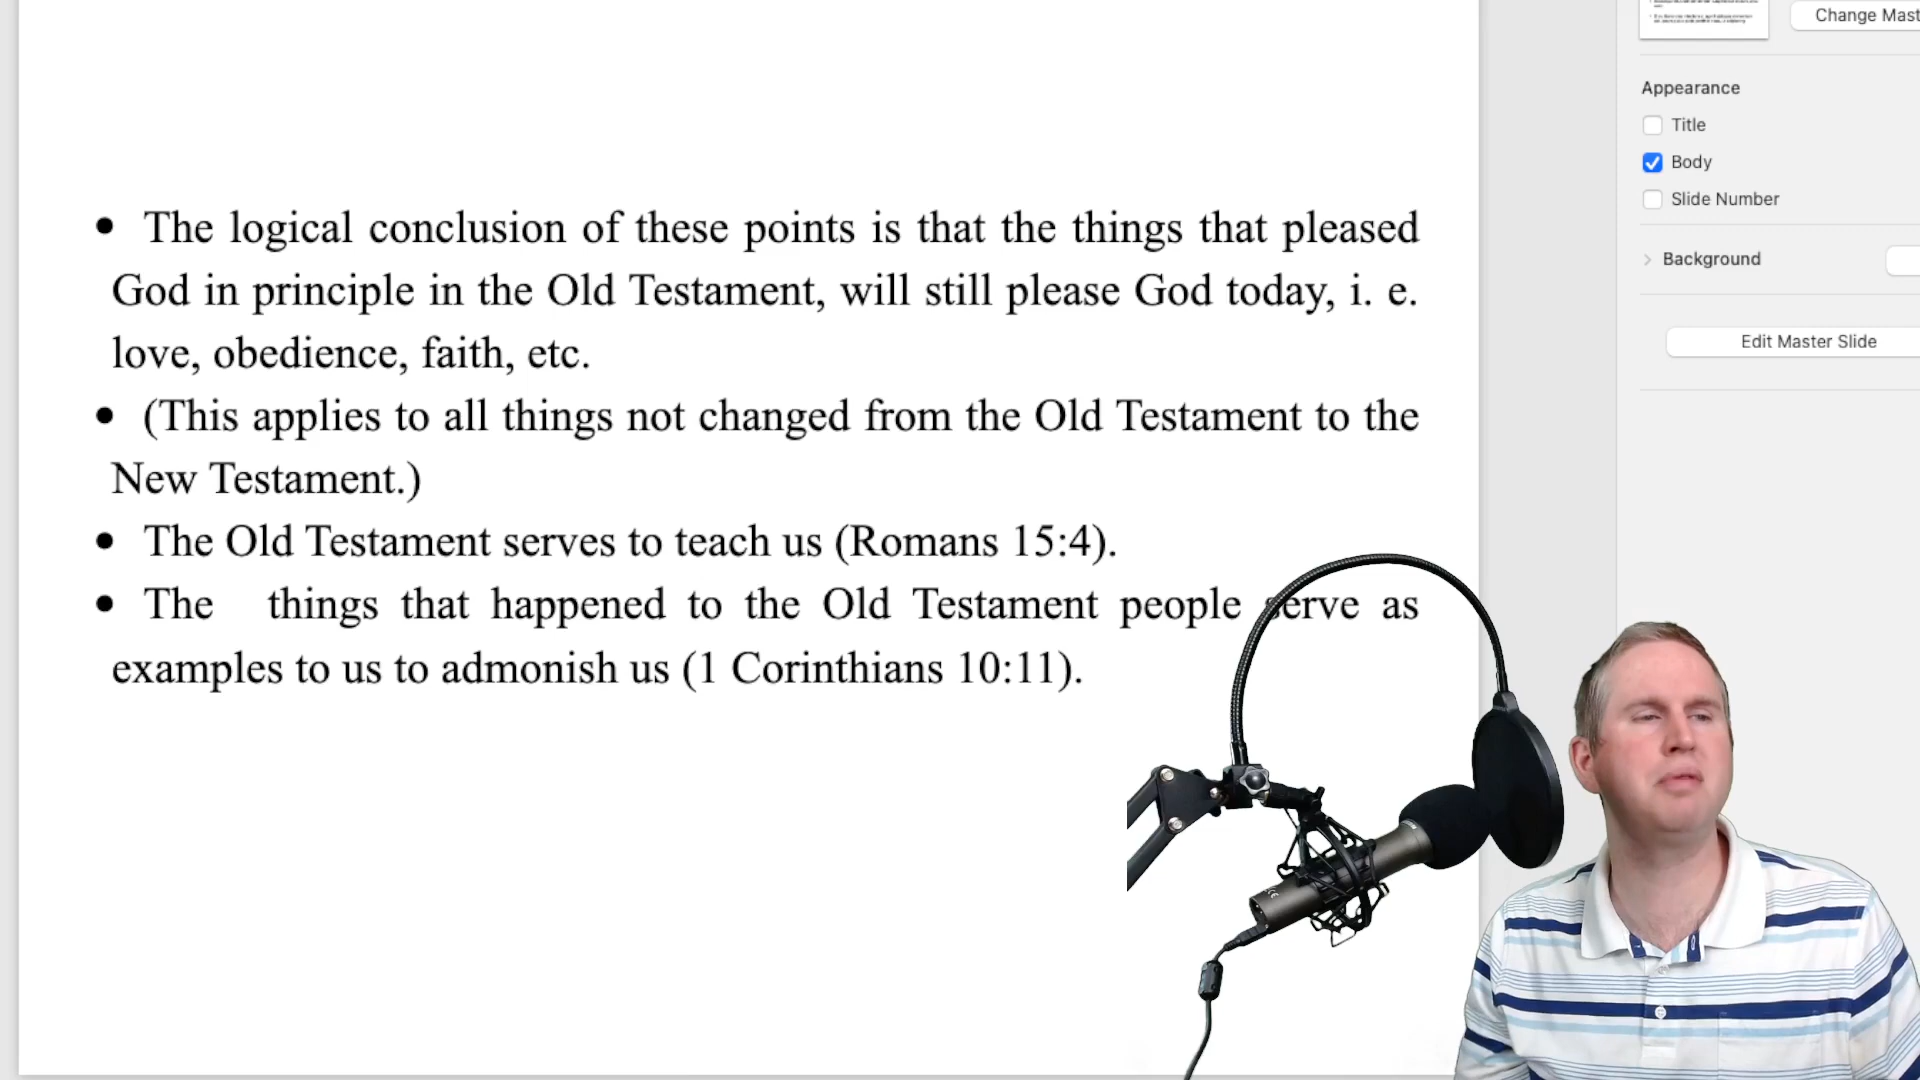 • The logical conclusion of these points is that the things that pleased
God in principle in the Old Testament, will still please God today, i. e.
love, obedience, faith, etc.
• (This applies to all things not changed from the Old Testament to the
New Testament.)
• The Old Testament serves to teach us (Romans 15:4).
• The things that happened to the Old Testament people serve as
examples to us to admonish us (1 Corinthians 10:11).
Change Mast
Appearance
Title
Body
Slide Number
Background
Edit Master Slide